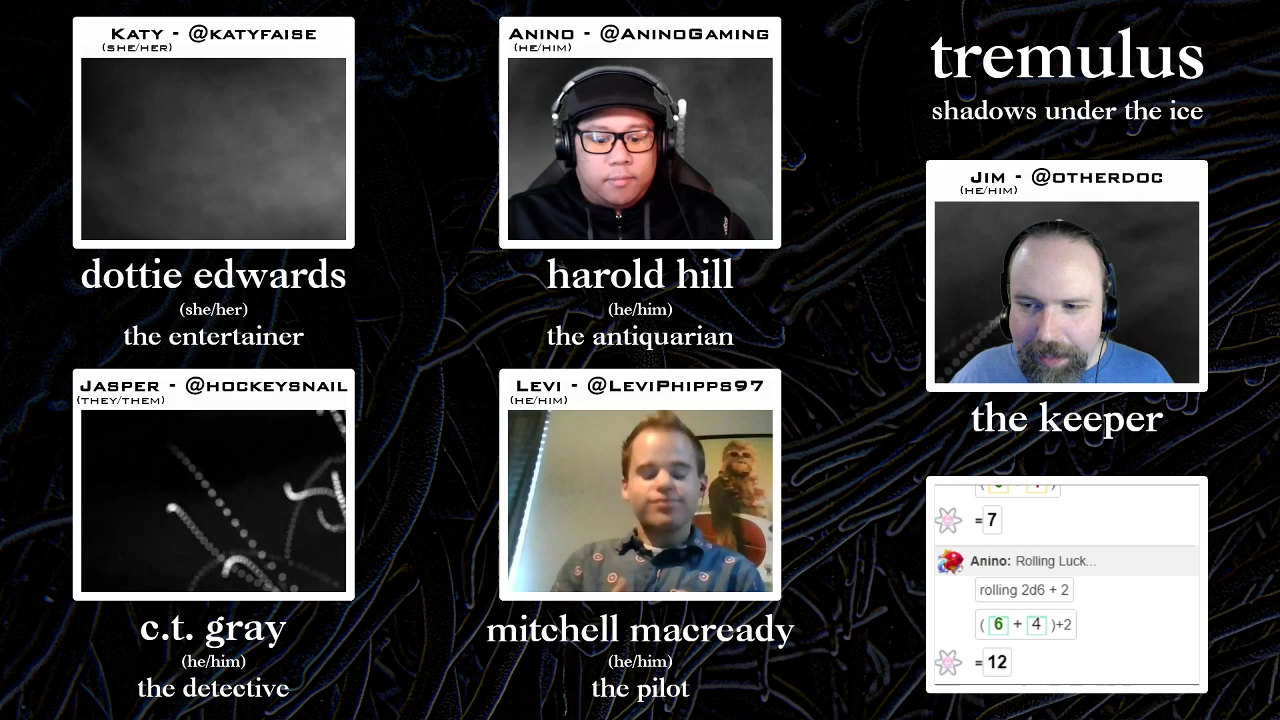 Katy - @katyfaise
(she/her)
dottie edwards
(she/her)
the entertainer
Anino - @AninoGaming
(he/him)
harold hill
(he/him)
the antiquarian
tremulus
shadows under the ice
Jim - @otherdoc
(he/him)
the keeper
Jasper - @hockeysnail
(they/them)
c.t. gray
(he/him)
the detective
Levi - @LeviPhipps97
(he/him)
mitchell macready
(he/him)
the pilot
=7
Anino: Rolling Luck...
rolling 2d6 + 2
( 6 + 4 )+2
=12